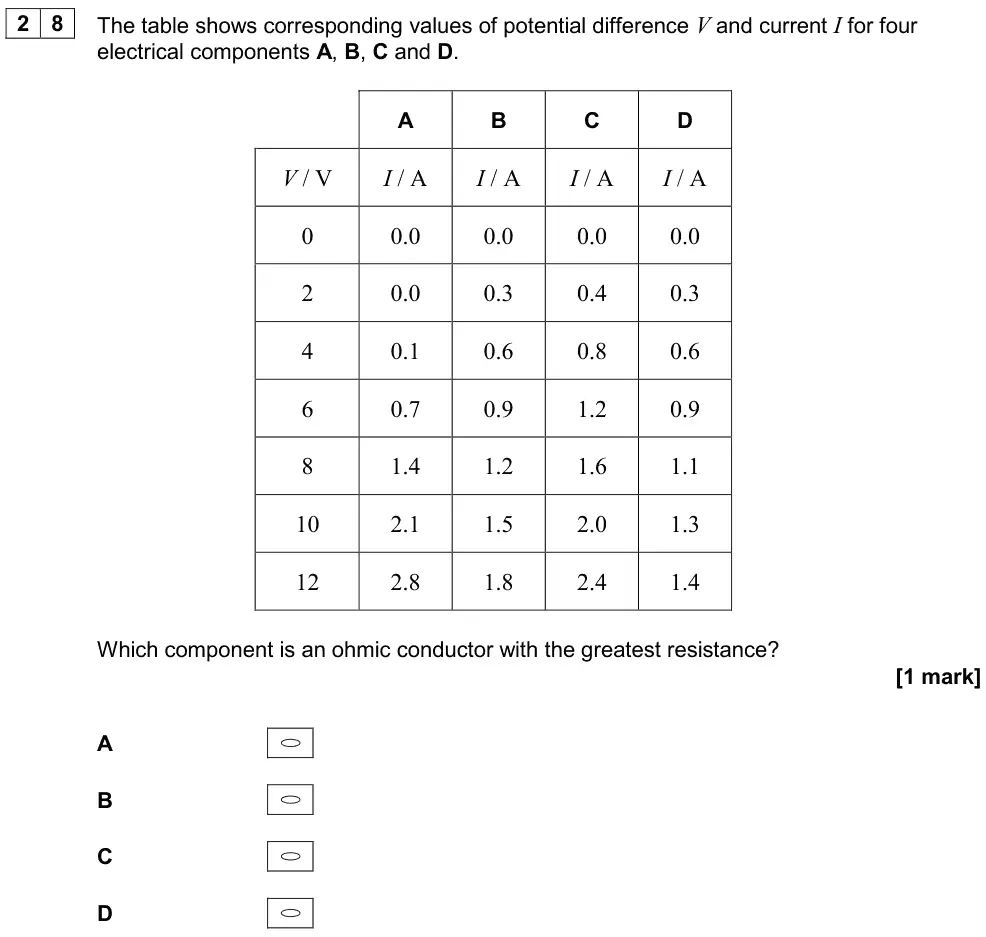 2 8 The table shows corresponding values of potential difference V and current I for four
electrical components A, B, C and D.
A B C D
V / V I / A I / A I / A I / A
0 0.0 0.0 0.0 0.0
2 0.0 0.3 0.4 0.3
4 0.1 0.6 0.8 0.6
6 0.7 0.9 1.2 0.9
8 1.4 1.2 1.6 1.1
10 2.1 1.5 2.0 1.3
12 2.8 1.8 2.4 1.4
Which component is an ohmic conductor with the greatest resistance?
[1 mark]
A
B
C
D